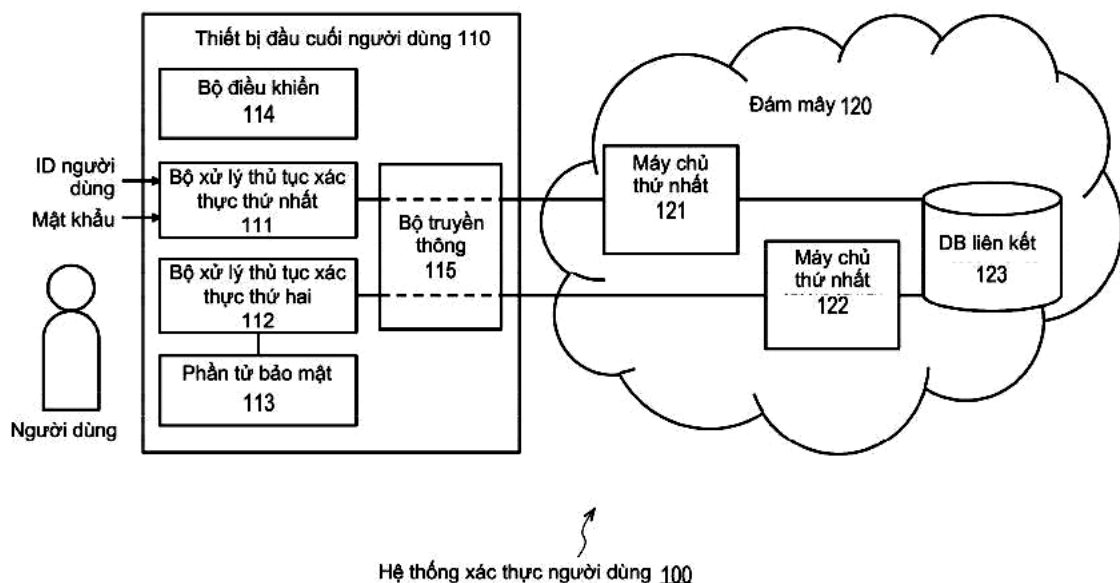 Thiết bị đầu cuối người dùng 110
Bộ điều khiển
114
ID người
dùng
Mật khẩu
Bộ xử lý thủ tục xác
thực thứ nhất
111
Bộ xử lý thủ tục xác
thực thứ hai
112
Phần tử bảo mật
113
Bộ truyền
thông
115
Người dùng
Đám mây 120
Máy chủ
thứ nhất
121
Máy chủ
thứ nhất
122
DB liên kết
123
Hệ thống xác thực người dùng 100